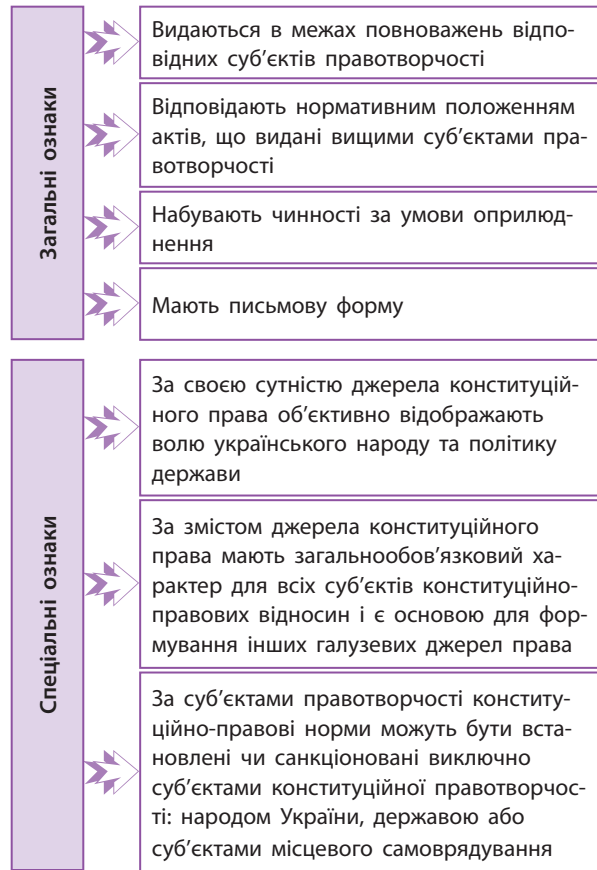 Загальні ознаки
Видаються в межах повноважень відпо-
відних суб’єктів правотворчості
Відповідають нормативним положенням
актів, що видані вищими суб’єктами пра-
вотворчості
Набувають чинності за умови оприлюд-
нення
Мають письмову форму
Спеціальні ознаки
За своєю сутністю джерела конституцій-
ного права об’єктивно відображають
волю українського народу та політику
держави
За змістом джерела конституційного
права мають загальнообов’язковий ха-
рактер для всіх суб’єктів конституційно-
правових відносин і є основою для фор-
мування інших галузевих джерел права
За суб’єктами правотворчості конститу-
ційно-правові норми можуть бути вста-
новлені чи санкціоновані виключно
суб’єктами конституційної правотворчос-
ті: народом України, державою або
суб’єктами місцевого самоврядування